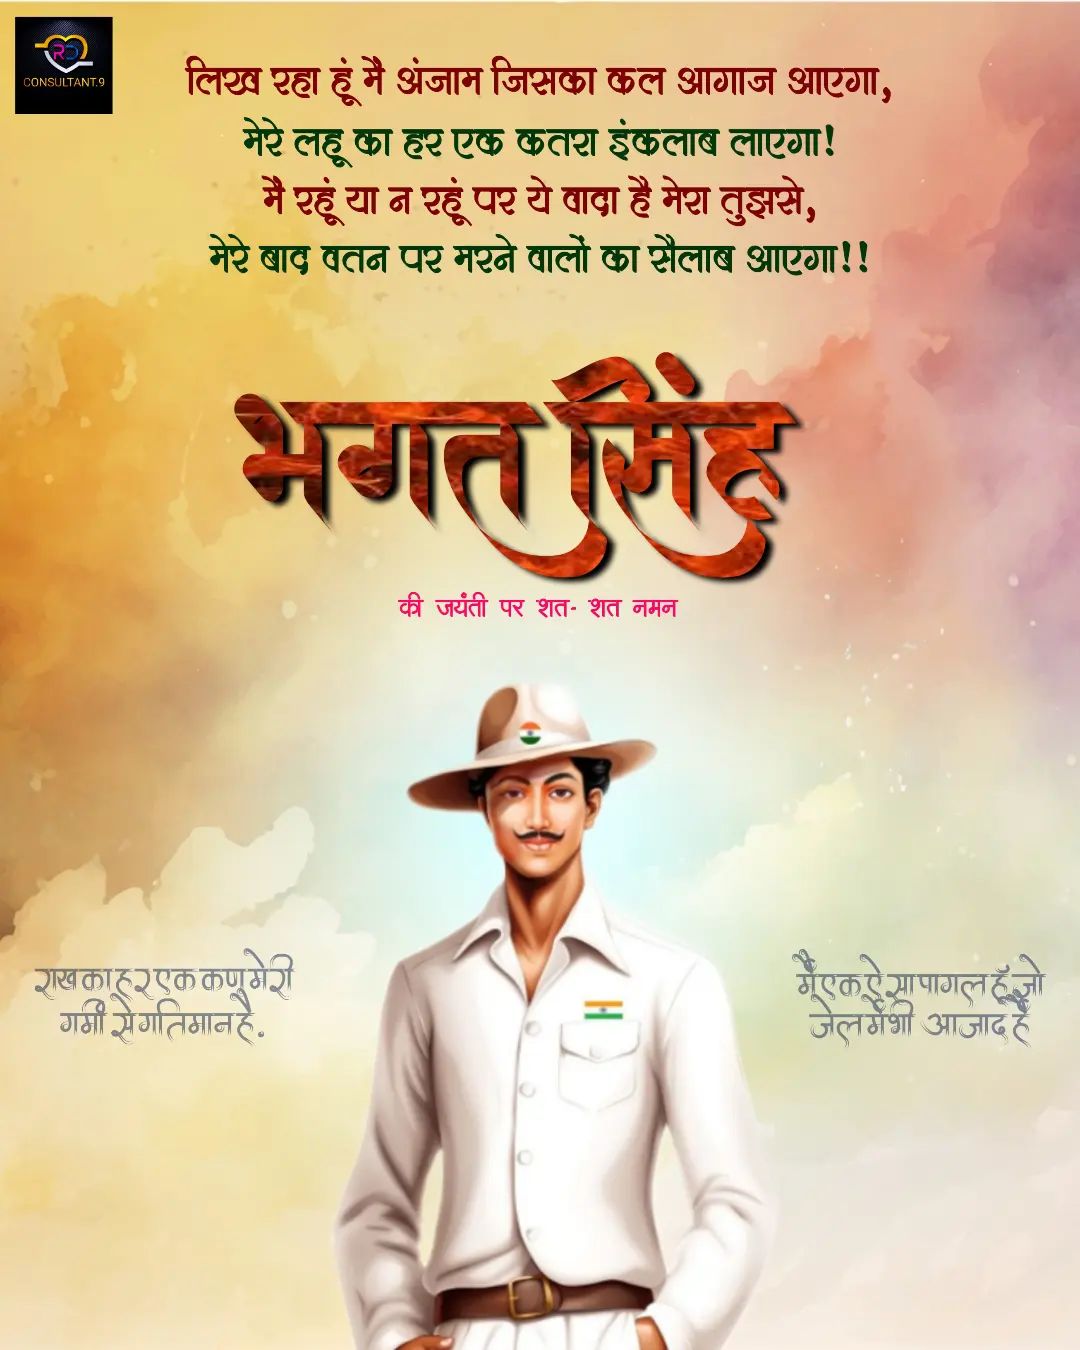 RD
CONSULTANT.9
लिख रहा हूं मै अंजाम जिसका कल आगाज आएगा,
मेरे लहू का हर एक कतरा इंकलाब लाएगा!
मै रहूं या न रहूं पर ये वादा है मेरा तुझसे,
मेरे बाद वतन पर मरने वालों का सैलाब आएगा!!
भगत सिंह
की जयंती पर शत- शत नमन
राख का हर एक कण मेरी
गर्मी से गतिमान है.
मैं एक ऐसा पागल हूँ, जो
जेल में भी आजाद है